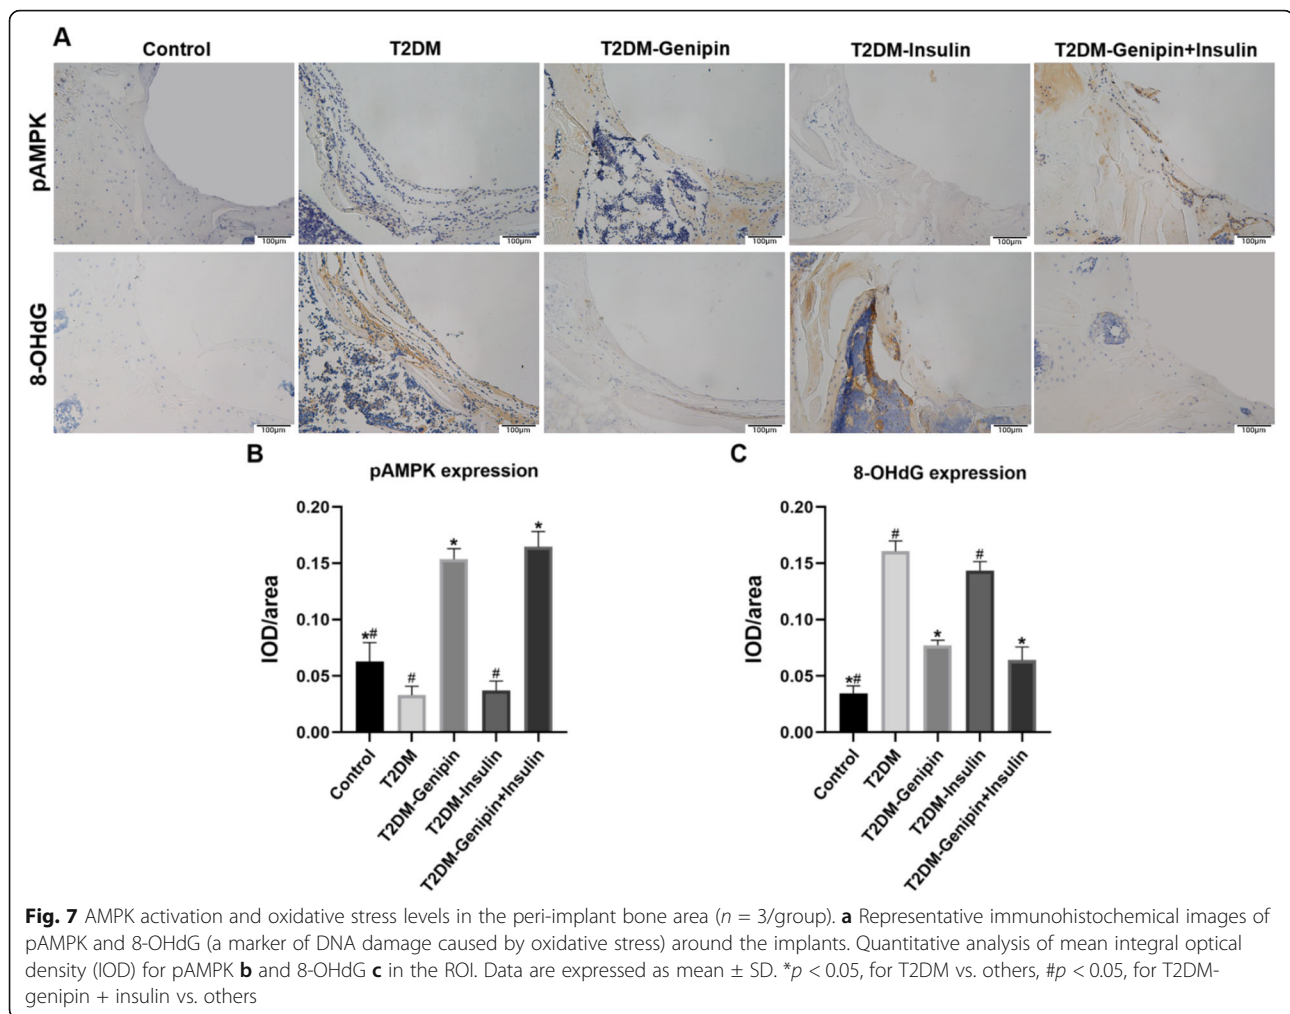 A
Control T2DM T2DM-Genipin T2DM-Insulin T2DM-Genipin+Insulin
pAMPK
100μm 100μm 100μm 100μm 100μm
8-OHdG
100μm 100μm 100μm 100μm 100μm
B
pAMPK expression
IOD/area
0.20
0.15
0.10
0.05
0.00
*# # * # *
Control T2DM T2DM-Genipin T2DM-Insulin T2DM-Genipin+Insulin
C
8-OHdG expression
IOD/area
0.20
0.15
0.10
0.05
0.00
*# # * # *
Control T2DM T2DM-Genipin T2DM-Insulin T2DM-Genipin+Insulin
Fig. 7 AMPK activation and oxidative stress levels in the peri-implant bone area (n = 3/group). a Representative immunohistochemical images of
pAMPK and 8-OHdG (a marker of DNA damage caused by oxidative stress) around the implants. Quantitative analysis of mean integral optical
density (IOD) for pAMPK b and 8-OHdG c in the ROI. Data are expressed as mean ± SD. *p < 0.05, for T2DM vs. others, #p < 0.05, for T2DM-
genipin + insulin vs. others